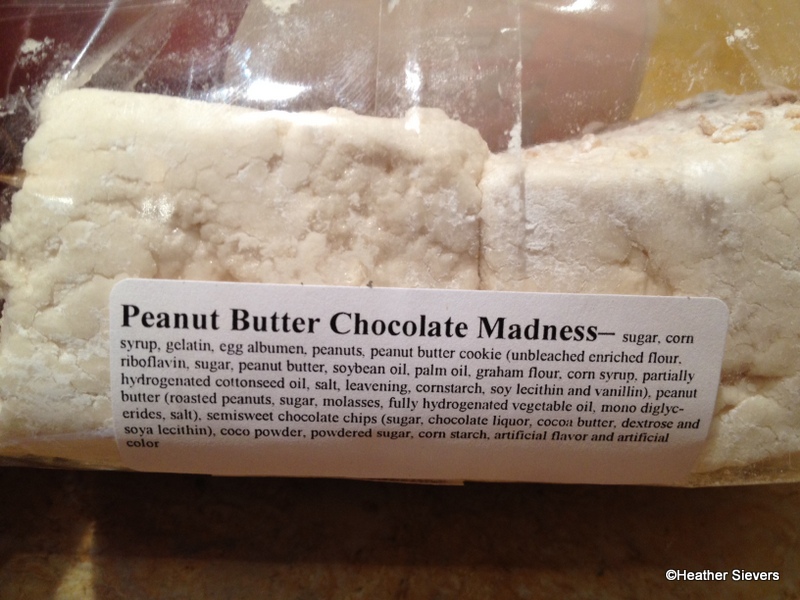 Peanut Butter Chocolate Madness– sugar, corn
syrup, gelatin, egg albumen, peanuts, peanut butter cookie (unbleached enriched flour,
riboflavin, sugar, peanut butter, soybean oil, palm oil, graham flour, corn syrup, partially
hydrogenated cottonseed oil, salt, leavening, cornstarch, soy lecithin and vanillin), peanut
butter (roasted peanuts, sugar, molasses, fully hydrogenated vegetable oil, mono diglyc-
erides, salt), semisweet chocolate chips (sugar, chocolate liquor, cocoa butter, dextrose and
soya lecithin), coco powder, powdered sugar, corn starch, artificial flavor and artificial
color
©Heather Sievers